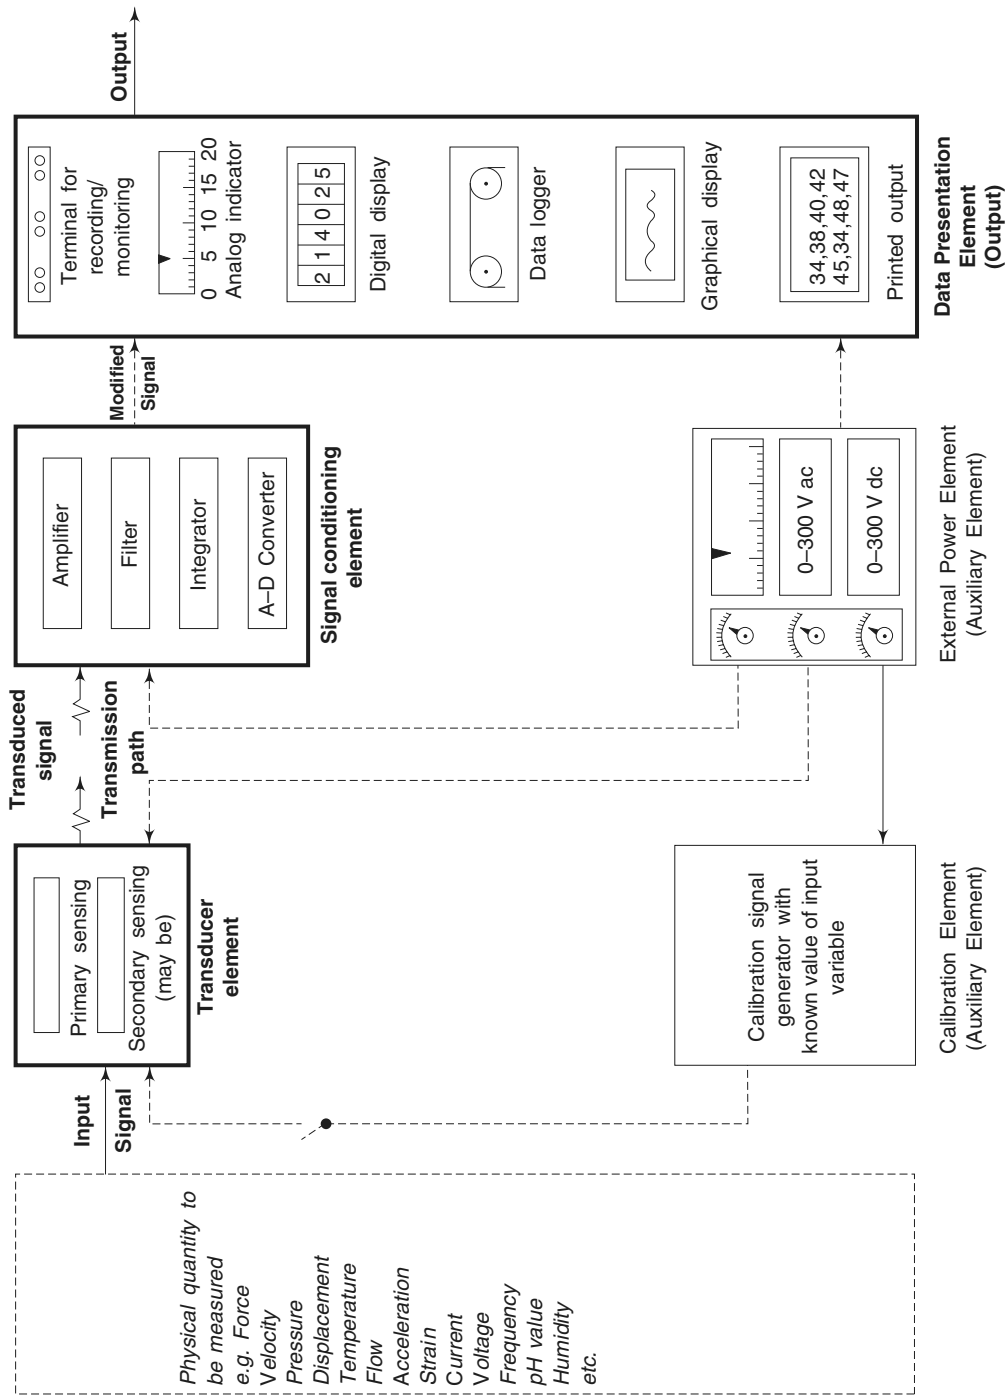 Physical quantity to
be measured
e.g. Force
Velocity
Pressure
Displacement
Temperature
Flow
Acceleration
Strain
Current
Voltage
Frequency
pH value
Humidity
etc.
Input
Signal
Primary sensing
Secondary sensing
(may be)
Transducer
element
Transduced
signal
Transmission
path
Amplifier
Filter
Integrator
A–D Converter
Signal conditioning
element
Modified
Signal
Terminal for
recording/
monitoring
0 5 10 15 20
Analog indicator
2 1 4 0 2 5
Digital display
Data logger
Graphical display
34,38,40,42
45,34,48,47
Printed output
Data Presentation
Element
(Output)
Output
Calibration signal
generator with
known value of input
variable
Calibration Element
(Auxiliary Element)
0–300 V ac
0–300 V dc
External Power Element
(Auxiliary Element)